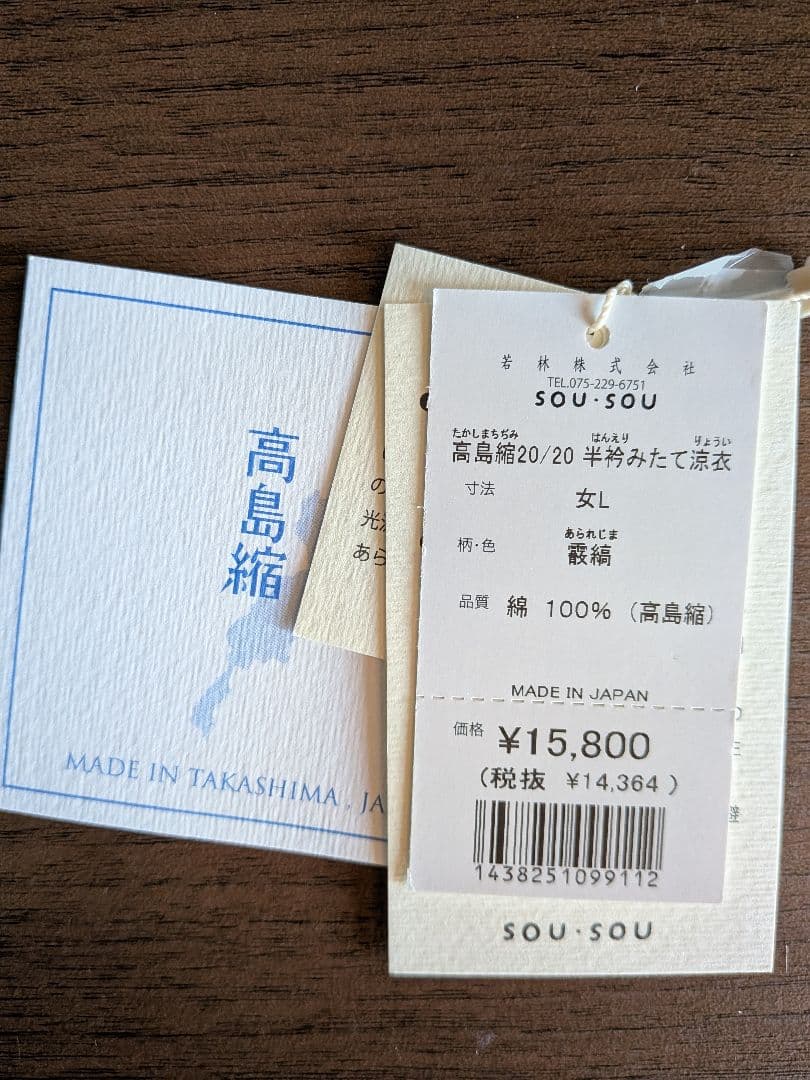 高島縮
MADE IN TAKASHIMA, JA
の
光
あら
若林株式会社
TEL.075-229-6751
SOU・SOU
たかしまちぢみ はんえり りょうい
高島縮20/20 半衿みたて涼衣
寸法 女L
あられじま
柄・色 霰縞
品質 綿 100% (高島縮)
MADE IN JAPAN
価格 ¥15,800
(税抜 ¥14,364)
1438251099112
SOU・SOU